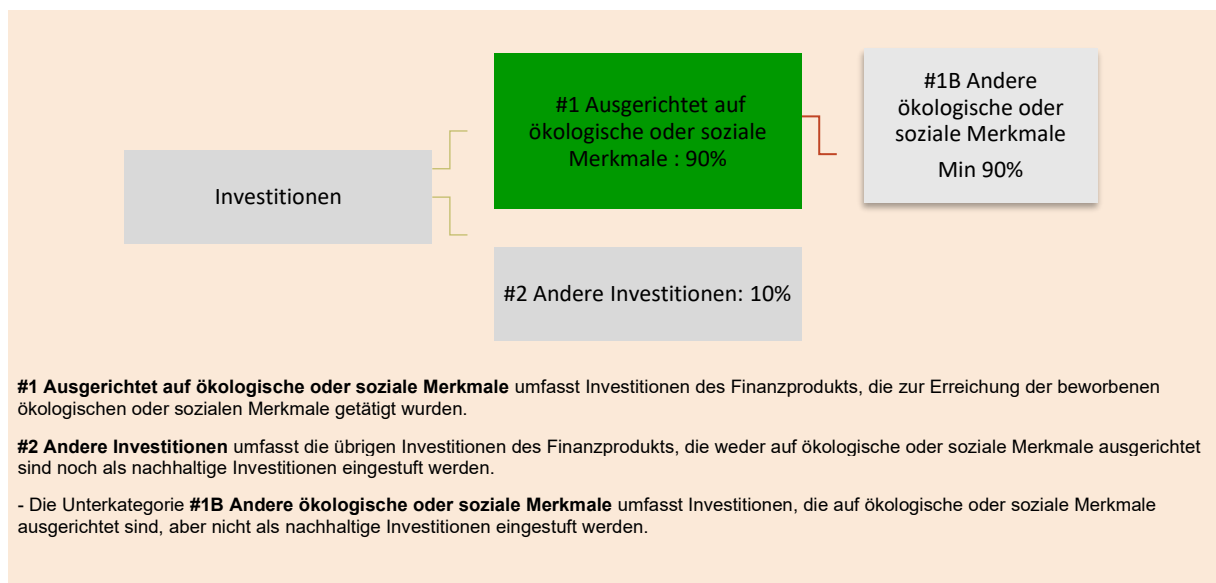 Investitionen
#1 Ausgerichtet auf
ökologische oder soziale
Merkmale : 90%
#1B Andere
ökologische oder
soziale Merkmale
Min 90%
#2 Andere Investitionen: 10%
#1 Ausgerichtet auf ökologische oder soziale Merkmale umfasst Investitionen des Finanzprodukts, die zur Erreichung der beworbenen
ökologischen oder sozialen Merkmale getätigt wurden.
#2 Andere Investitionen umfasst die übrigen Investitionen des Finanzprodukts, die weder auf ökologische oder soziale Merkmale ausgerichtet
sind noch als nachhaltige Investitionen eingestuft werden.
- Die Unterkategorie #1B Andere ökologische oder soziale Merkmale umfasst Investitionen, die auf ökologische oder soziale Merkmale
ausgerichtet sind, aber nicht als nachhaltige Investitionen eingestuft werden.